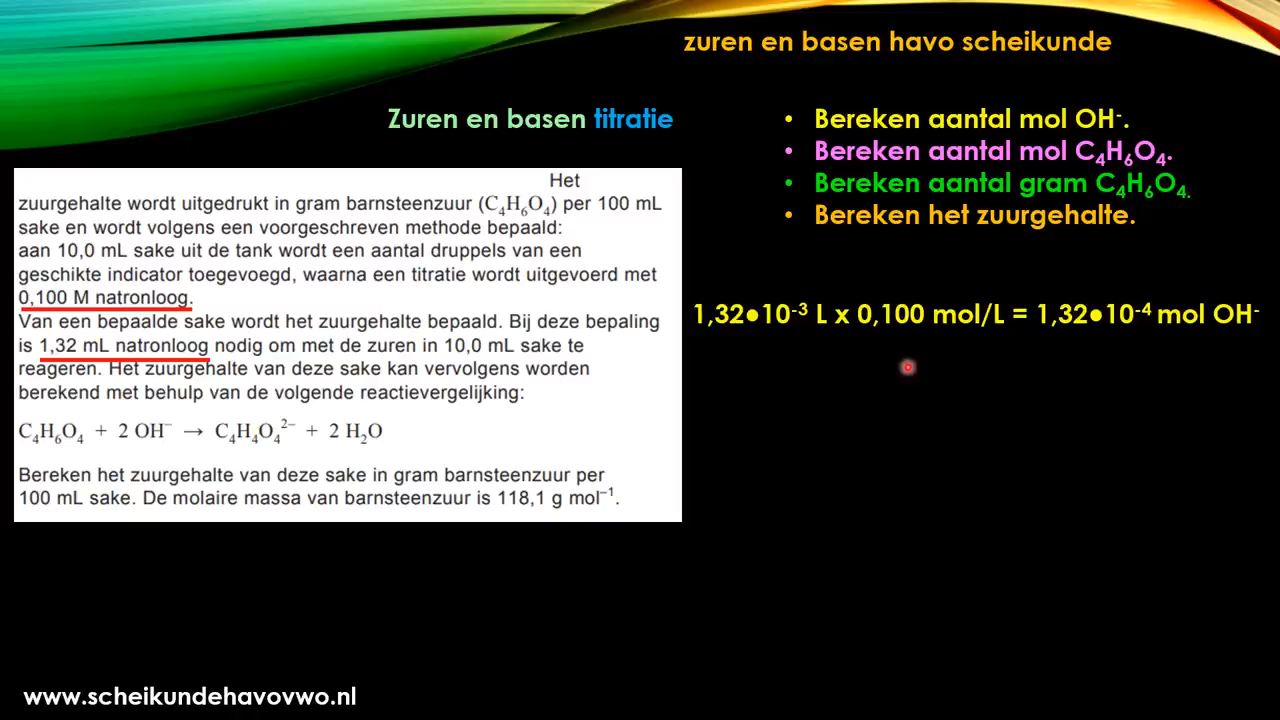 zuren en basen havo scheikunde
Zuren en basen titratie
• Bereken aantal mol OH⁻.
• Bereken aantal mol C₄H₆O₄.
• Bereken aantal gram C₄H₆O₄.
• Bereken het zuurgehalte.
Het
zuurgehalte wordt uitgedrukt in gram barnsteenzuur (C₄H₆O₄) per 100 mL
sake en wordt volgens een voorgeschreven methode bepaald:
aan 10,0 mL sake uit de tank wordt een aantal druppels van een
geschikte indicator toegevoegd, waarna een titratie wordt uitgevoerd met
0,100 M natronloog.
Van een bepaalde sake wordt het zuurgehalte bepaald. Bij deze bepaling
is 1,32 mL natronloog nodig om met de zuren in 10,0 mL sake te
reageren. Het zuurgehalte van deze sake kan vervolgens worden
berekend met behulp van de volgende reactievergelijking:
C₄H₆O₄ + 2 OH⁻ → C₄H₄O₄²⁻ + 2 H₂O
Bereken het zuurgehalte van deze sake in gram barnsteenzuur per
100 mL sake. De molaire massa van barnsteenzuur is 118,1 g mol⁻¹.
1,32●10⁻³ L x 0,100 mol/L = 1,32●10⁻⁴ mol OH⁻
www.scheikundehavovwo.nl